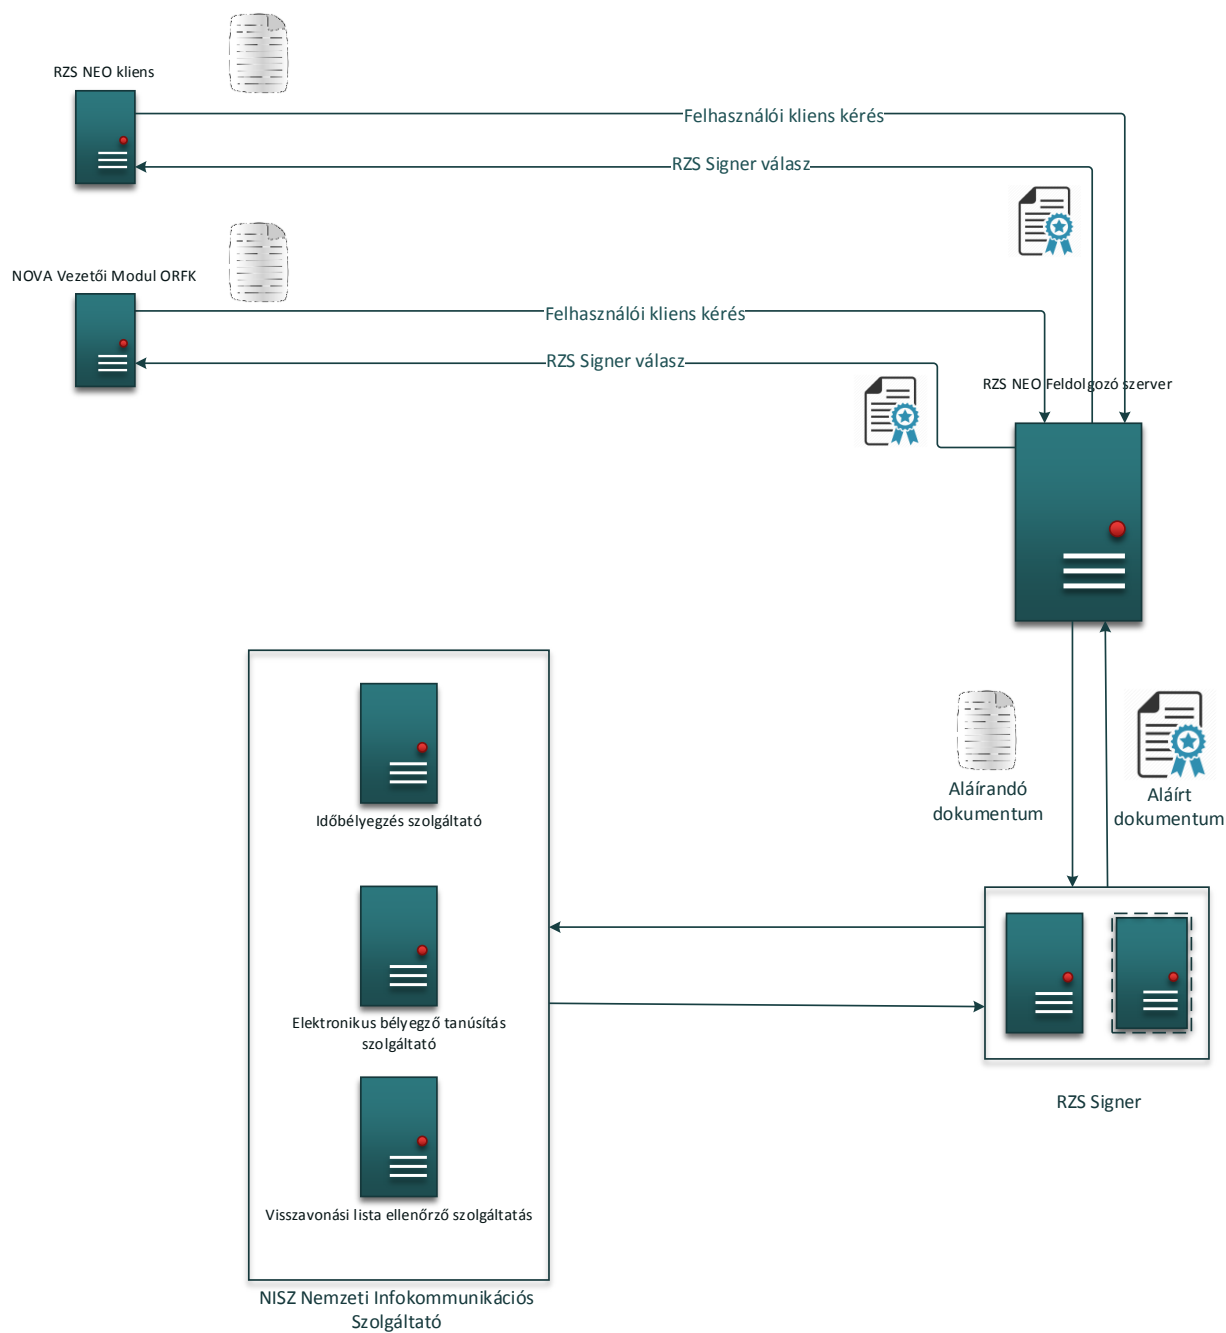 RZS NEO kliens
Felhasználói kliens kérés
RZS Signer válasz
NOVA Vezetői Modul ORFK
Felhasználói kliens kérés
RZS Signer válasz
RZS NEO Feldolgozó szerver
Aláírandó
dokumentum
Aláírt
dokumentum
Időbélyegzés szolgáltató
Elektronikus bélyegző tanúsítás
szolgáltató
Visszavonási lista ellenőrző szolgáltatás
RZS Signer
NISZ Nemzeti Infokommunikációs
Szolgáltató